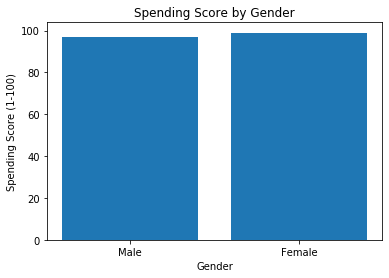 Spending Score by Gender
100
80
60
40
20
0
Spending Score (1-100)
Male Female
Gender